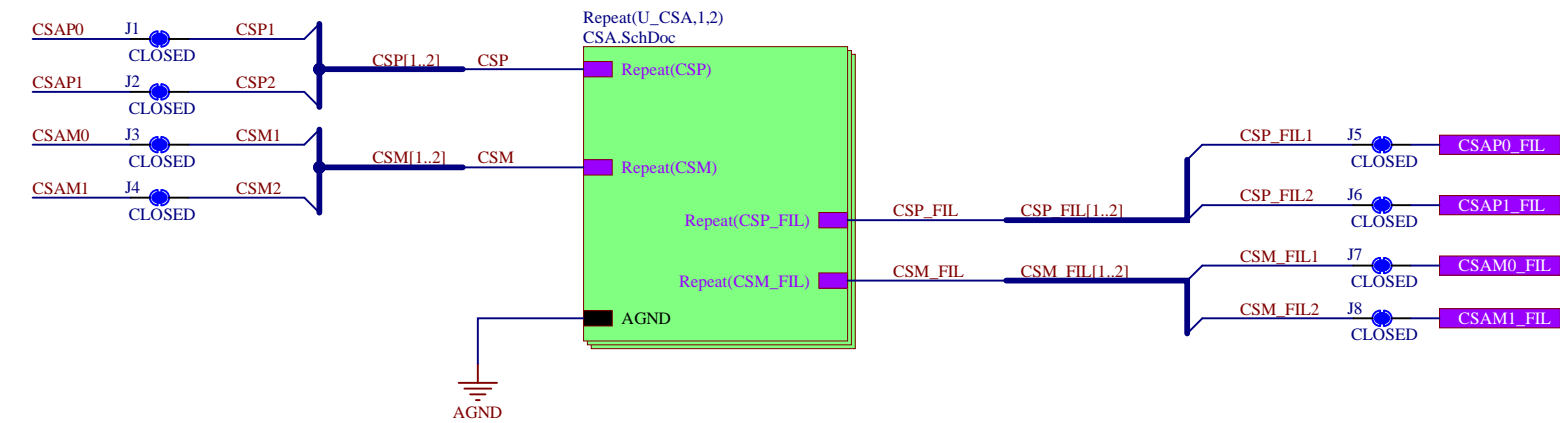 Repeat(U_CSA,1,2)
CSA.SchDoc
CSAP0 J1 CSP1
CLOSED
CSP[1..2] CSP
Repeat(CSP)
CSAP1 J2 CSP2
CLOSED
CSAM0 J3 CSM1
CLOSED
CSM[1..2] CSM
Repeat(CSM)
CSAM1 J4 CSM2
CLOSED
CSP_FIL1 J5 CSAP0_FIL
CLOSED
CSP_FIL2 J6 CSAP1_FIL
CLOSED
Repeat(CSP_FIL) CSP_FIL CSP_FIL[1..2]
CSM_FIL1 J7 CSAM0_FIL
CLOSED
Repeat(CSM_FIL) CSM_FIL CSM_FIL[1..2]
CSM_FIL2 J8 CSAM1_FIL
CLOSED
AGND
AGND